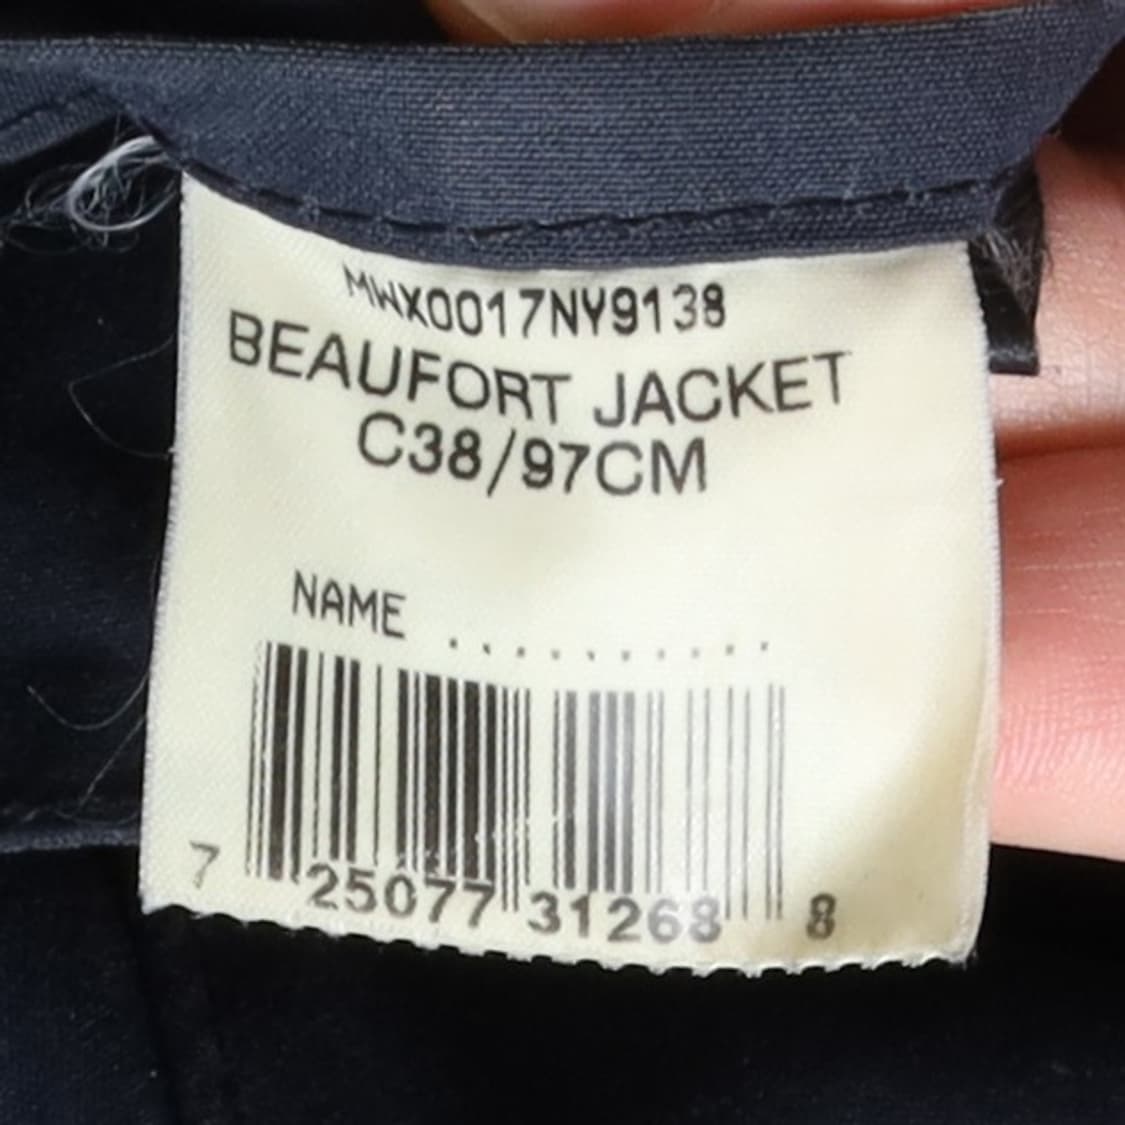 MWX0017NY9138
BEAUFORT JACKET
C38/97CM
NAME ..........
7 25077 31268 8